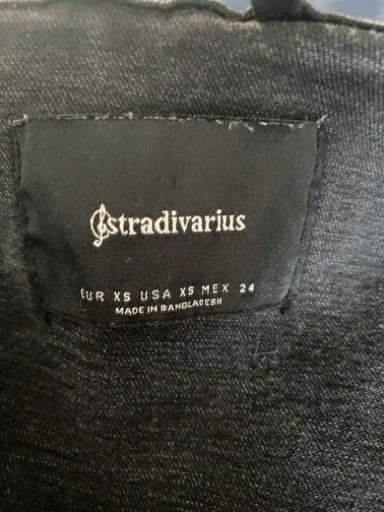 stradivarius
EUR XS USA XS MEX 24
MADE IN BANGLADESH